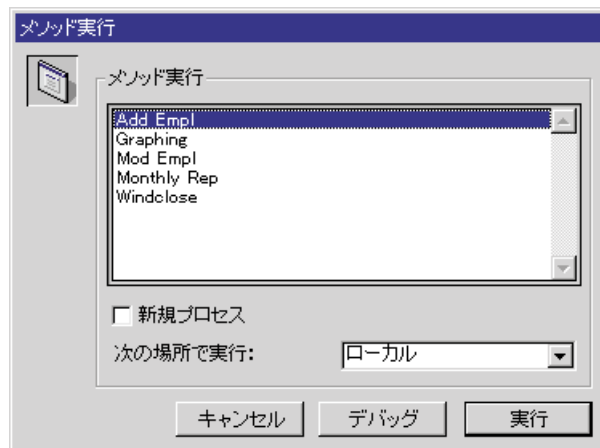 メソッド実行
メソッド実行
Add Empl
Graphing
Mod Empl
Monthly Rep
Windclose
新規プロセス
次の場所で実行: ローカル
キャンセル デバッグ 実行